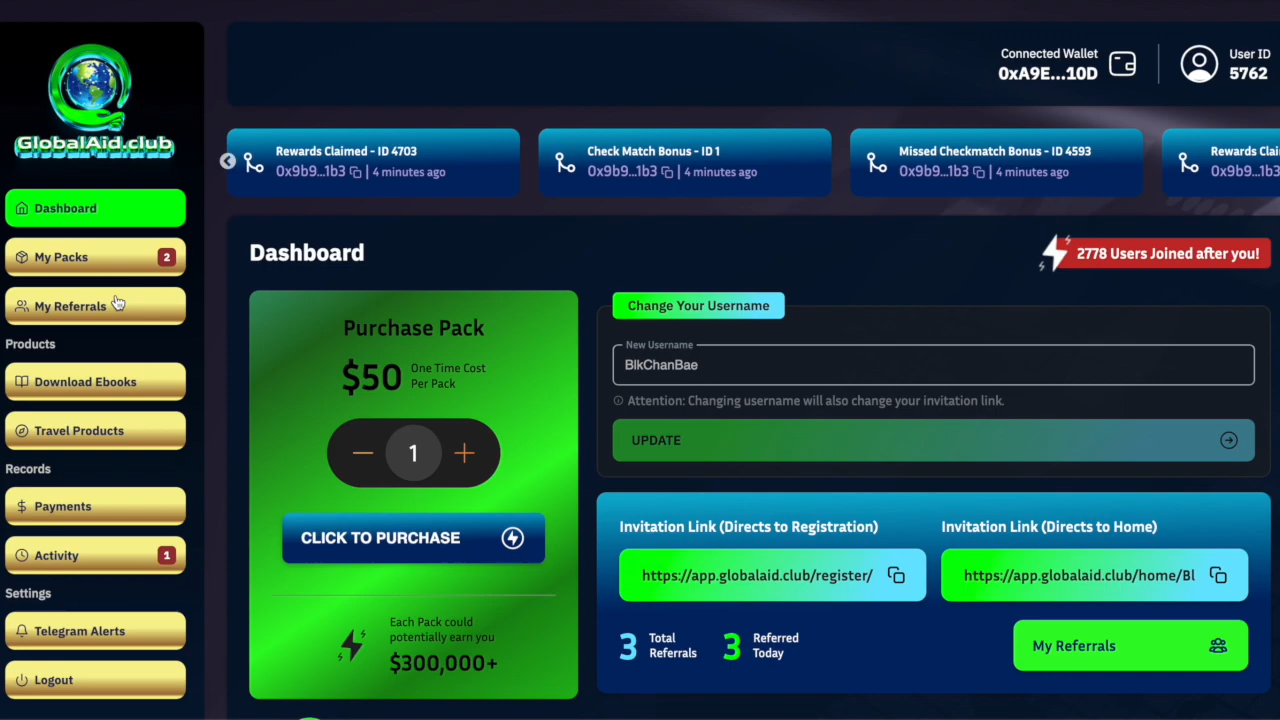 GlobalAid.club
Dashboard
My Packs 2
My Referrals
Products
Download Ebooks
Travel Products
Records
Payments
Activity 1
Settings
Telegram Alerts
Logout
Connected Wallet
0xA9E...10D
User ID
5762
Rewards Claimed - ID 4703
0x9b9...1b3 | 4 minutes ago
Check Match Bonus - ID 1
0x9b9...1b3 | 4 minutes ago
Missed Checkmatch Bonus - ID 4593
0x9b9...1b3 | 4 minutes ago
Rewards Clai
0x9b9...1b3
Dashboard
2778 Users Joined after you!
Purchase Pack
$50 One Time Cost
Per Pack
1
CLICK TO PURCHASE
Each Pack could
potentially earn you
$300,000+
Change Your Username
New Username
BlkChanBae
Attention: Changing username will also change your invitation link.
UPDATE
Invitation Link (Directs to Registration)
https://app.globalaid.club/register/
Invitation Link (Directs to Home)
https://app.globalaid.club/home/Bl
3 Total
Referrals
3 Referred
Today
My Referrals